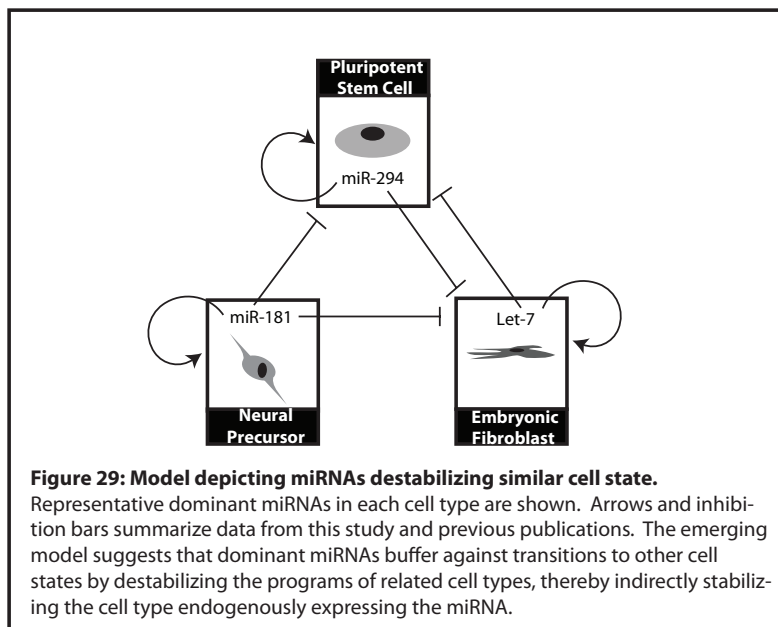 Pluripotent
Stem Cell
miR-294
miR-181
Let-7
Neural
Precursor
Embryonic
Fibroblast
Figure 29: Model depicting miRNAs destabilizing similar cell state.
Representative dominant miRNAs in each cell type are shown.  Arrows and inhibi-
tion bars summarize data from this study and previous publications.  The emerging
model suggests that dominant miRNAs buffer against transitions to other cell
states by destabilizing the programs of related cell types, thereby indirectly stabiliz-
ing the cell type endogenously expressing the miRNA.